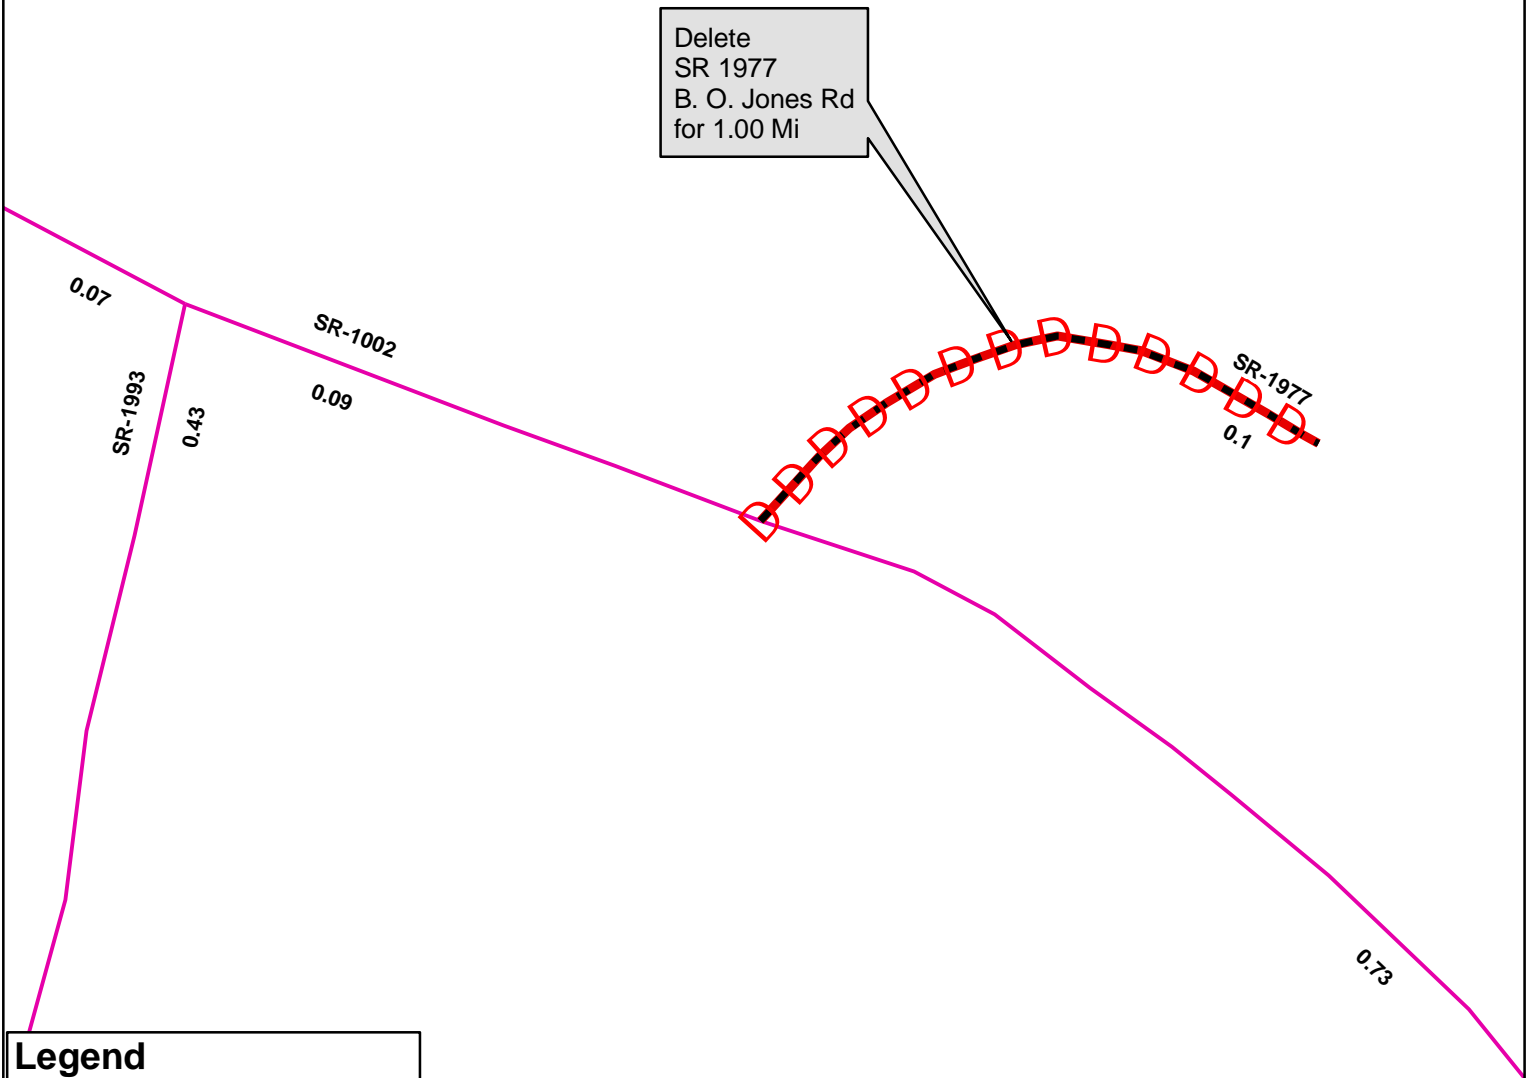 Delete
SR 1977
B. O. Jones Rd
for 1.00 Mi
0.07
SR-1002
0.09
SR-1993
0.43
SR-1977
0.1
D D D D D D D D D D D D D
0.73
Legend